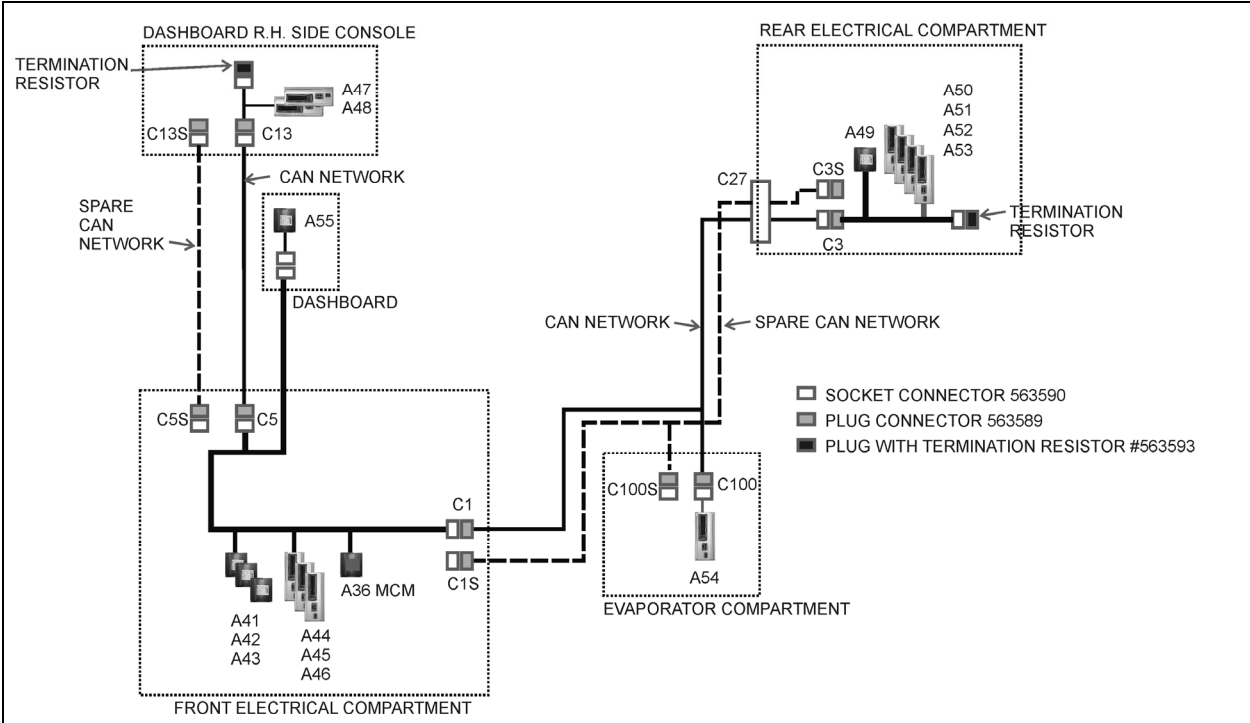 DASHBOARD R.H. SIDE CONSOLE
TERMINATION
RESISTOR
A47
A48
C13S
C13
CAN NETWORK
SPARE
CAN
NETWORK
A55
DASHBOARD
REAR ELECTRICAL COMPARTMENT
A50
A51
A52
A53
A49
C27
C3S
C3
TERMINATION
RESISTOR
CAN NETWORK
SPARE CAN NETWORK
SOCKET CONNECTOR 563590
PLUG CONNECTOR 563589
PLUG WITH TERMINATION RESISTOR #563593
C5S
C5
C1
C1S
A36 MCM
A41
A42
A43
A44
A45
A46
FRONT ELECTRICAL COMPARTMENT
C100S
C100
A54
EVAPORATOR COMPARTMENT